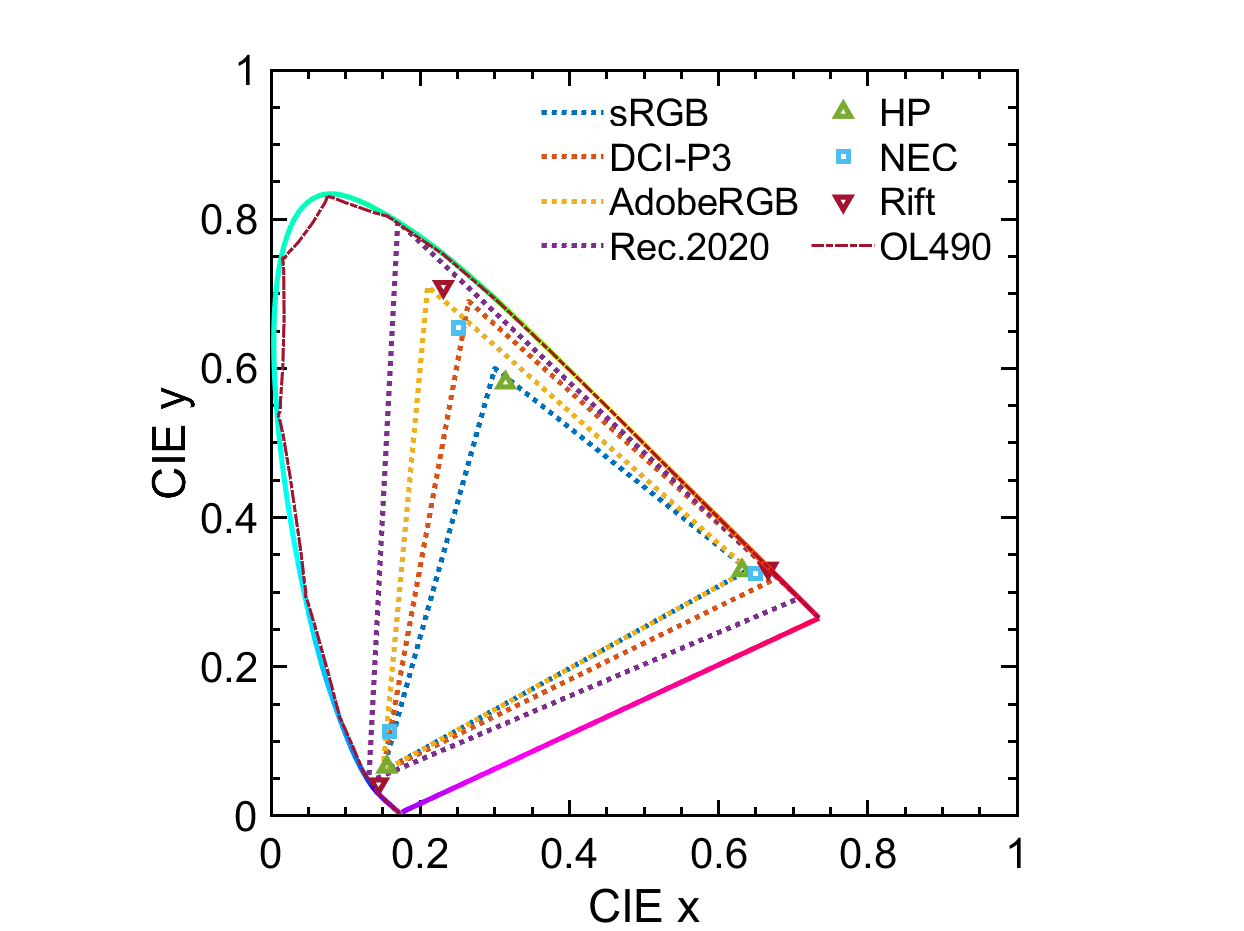 1
0.8
0.6
0.4
0.2
0
CIE y
sRGB
DCI-P3
AdobeRGB
Rec.2020
HP
NEC
Rift
OL490
0 0.2 0.4 0.6 0.8 1
CIE x